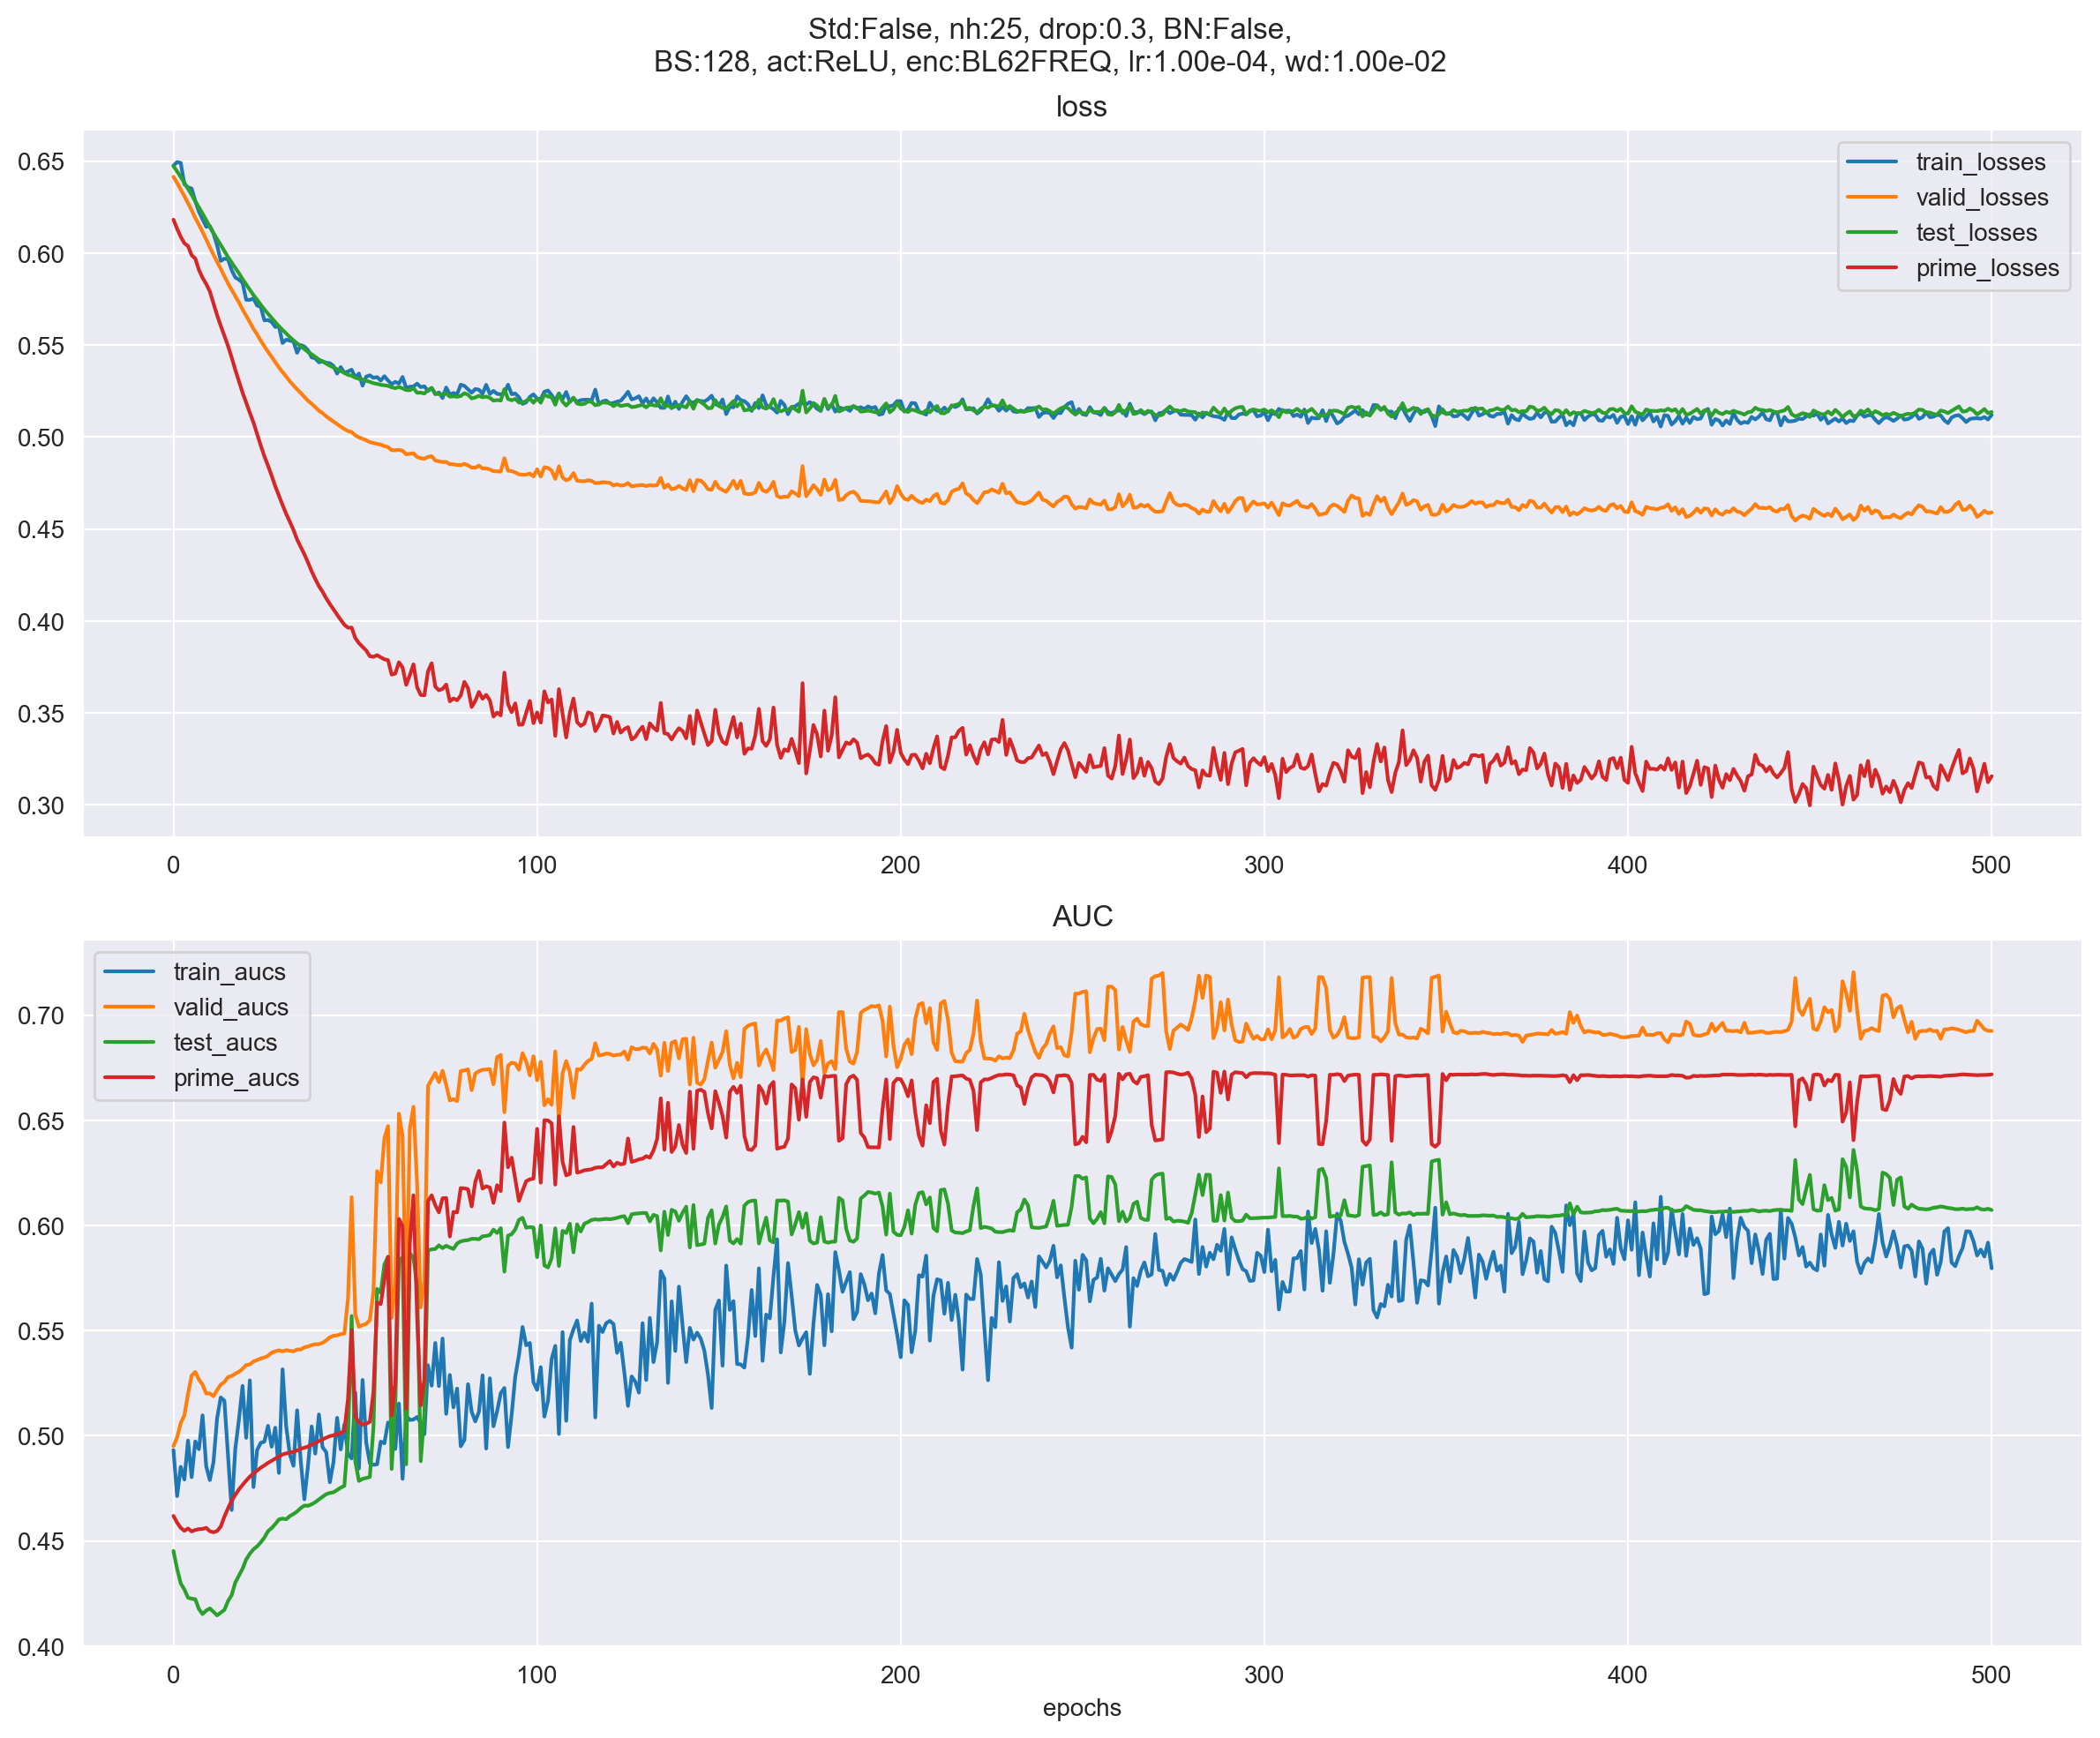 Std:False, nh:25, drop:0.3, BN:False,
BS:128, act:ReLU, enc:BL62FREQ, lr:1.00e-04, wd:1.00e-02
loss
0.65
0.60
0.55
0.50
0.45
0.40
0.35
0.30
train_losses
valid_losses
test_losses
prime_losses
0 100 200 300 400 500
AUC
train_aucs
valid_aucs
test_aucs
prime_aucs
0.70
0.65
0.60
0.55
0.50
0.45
0.40
0 100 200 300 400 500
epochs